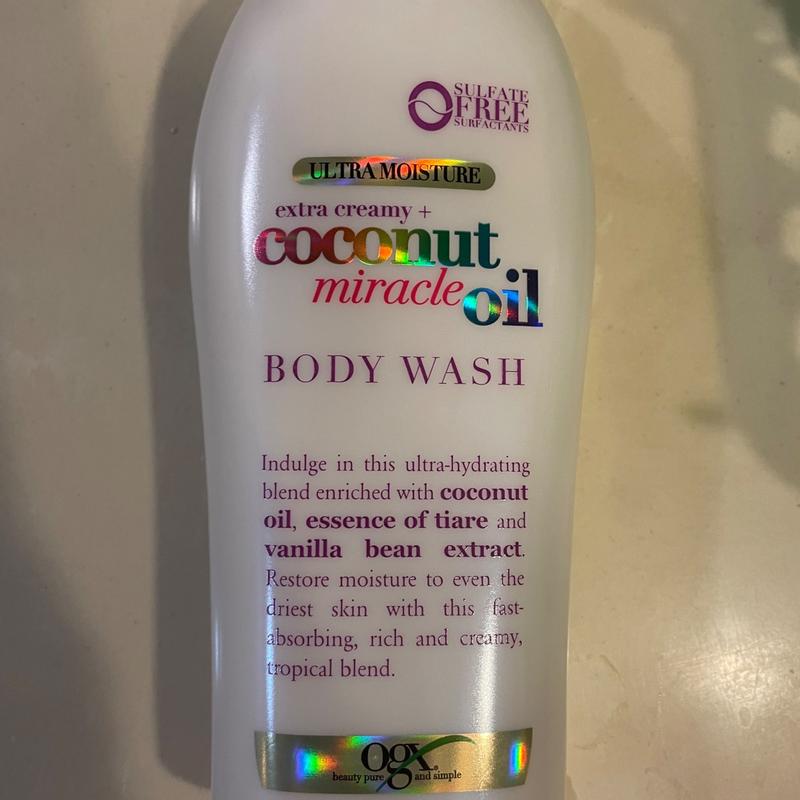 SULFATE
FREE
SURFACTANTS
ULTRA MOISTURE
extra creamy +
coconut
miracle oil
BODY WASH
Indulge in this ultra-hydrating
blend enriched with coconut
oil, essence of tiare and
vanilla bean extract.
Restore moisture to even the
driest skin with this fast-
absorbing, rich and creamy,
tropical blend.
ogx®
beauty pure and simple